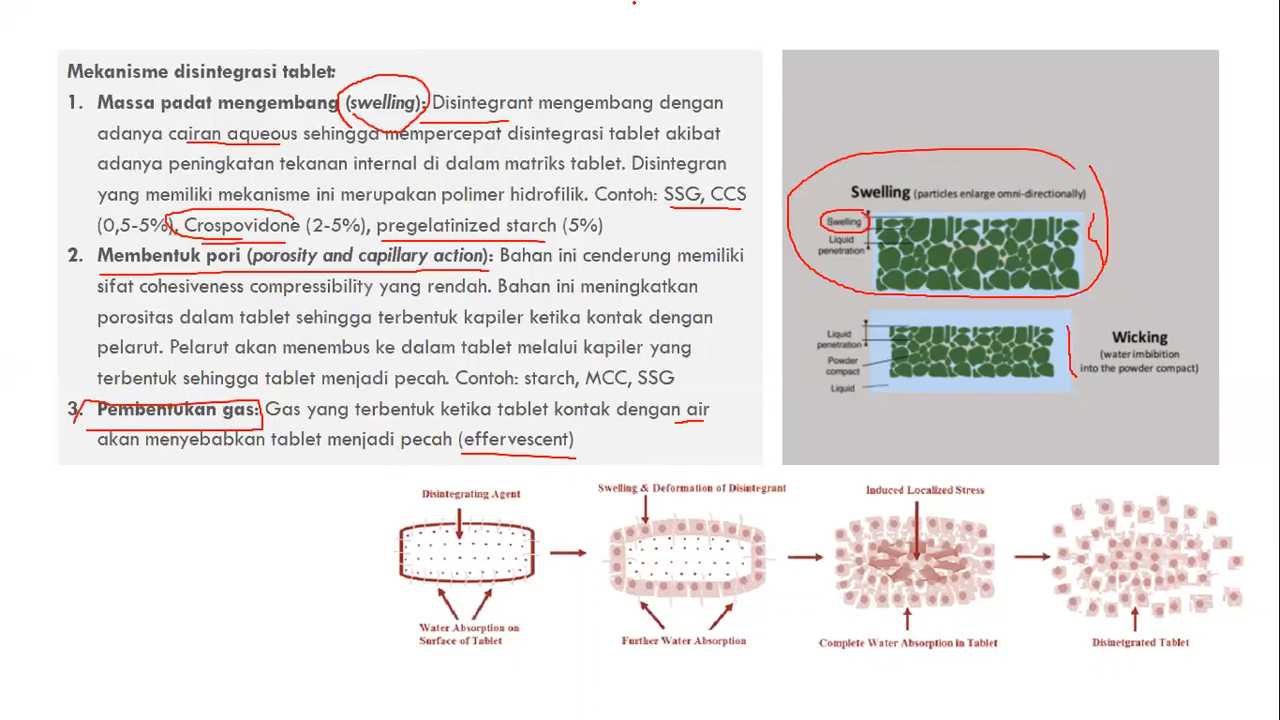 Mekanisme disintegrasi tablet:
1. Massa padat mengembang (swelling): Disintegrant mengembang dengan
adanya cairan aqueous sehingga mempercepat disintegrasi tablet akibat
adanya peningkatan tekanan internal di dalam matriks tablet. Disintegran
yang memiliki mekanisme ini merupakan polimer hidrofilik. Contoh: SSG, CCS
(0,5-5%), Crospovidone (2-5%), pregelatinized starch (5%)
2. Membentuk pori (porosity and capillary action): Bahan ini cenderung memiliki
sifat cohesiveness compressibility yang rendah. Bahan ini meningkatkan
porositas dalam tablet sehingga terbentuk kapiler ketika kontak dengan
pelarut. Pelarut akan menembus ke dalam tablet melalui kapiler yang
terbentuk sehingga tablet menjadi pecah. Contoh: starch, MCC, SSG
3. Pembentukan gas: Gas yang terbentuk ketika tablet kontak dengan air
akan menyebabkan tablet menjadi pecah (effervescent)
Swelling (particles enlarge omni-directionally)
Swelling
Liquid
penetration
Liquid
penetration
Powder
compact
Liquid
Wicking
(water imbibition
into the powder compact)
Disintegrating Agent
Water Absorption on
Surface of Tablet
Swelling & Deformation of Disintegrant
Further Water Absorption
Induced Localized Stress
Complete Water Absorption in Tablet
Disinetgrated Tablet